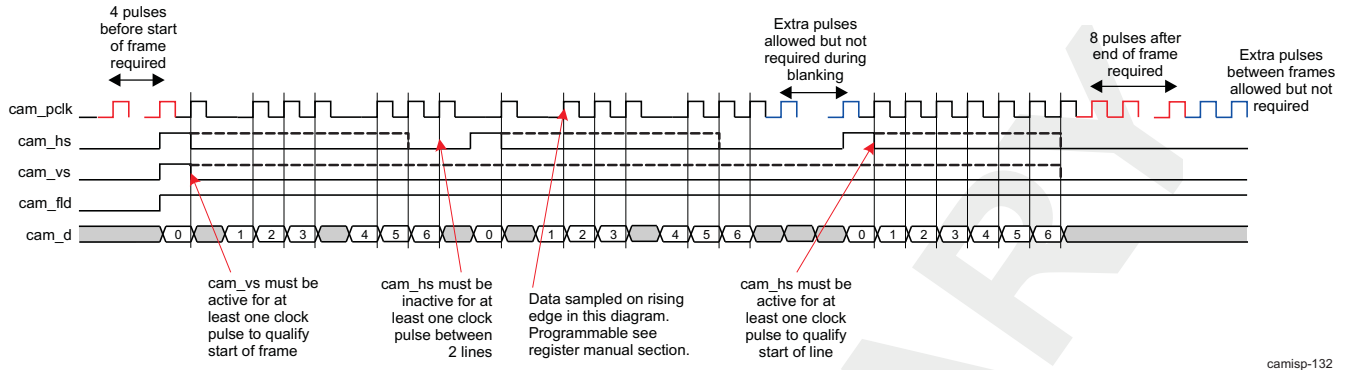 4 pulses
before start
of frame
required
Extra pulses
allowed but not
required during
blanking
8 pulses after
end of frame
required
Extra pulses
between frames
allowed but not
required
cam_pclk
cam_hs
cam_vs
cam_fld
cam_d
0 1 2 3 4 5 6 0 1 2 3 4 5 6 0 1 2 3 4 5 6
cam_vs must be
active for at
least one clock
pulse to qualify
start of frame
cam_hs must be
inactive for at
least one clock
pulse between
2 lines
Data sampled on rising
edge in this diagram.
Programmable see
register manual section.
cam_hs must be
active for at
least one clock
pulse to qualify
start of line
camisp-132